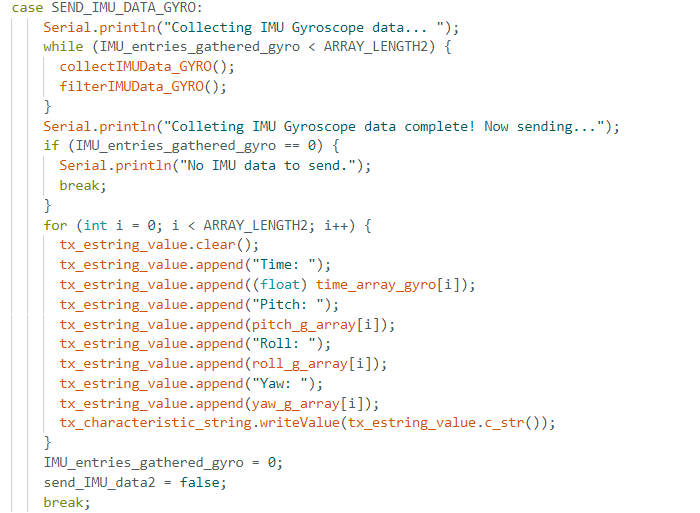 case SEND_IMU_DATA_GYRO:
Serial.println("Collecting IMU Gyroscope data... ");
while (IMU_entries_gathered_gyro < ARRAY_LENGTH2) {
collectIMUData_GYRO();
filterIMUData_GYRO();
}
Serial.println("Colleting IMU Gyroscope data complete! Now sending...");
if (IMU_entries_gathered_gyro == 0) {
Serial.println("No IMU data to send.");
break;
}
for (int i = 0; i < ARRAY_LENGTH2; i++) {
tx_estring_value.clear();
tx_estring_value.append("Time: ");
tx_estring_value.append((float) time_array_gyro[i]);
tx_estring_value.append("Pitch: ");
tx_estring_value.append(pitch_g_array[i]);
tx_estring_value.append("Roll: ");
tx_estring_value.append(roll_g_array[i]);
tx_estring_value.append("Yaw: ");
tx_estring_value.append(yaw_g_array[i]);
tx_characteristic_string.writeValue(tx_estring_value.c_str());
}
IMU_entries_gathered_gyro = 0;
send_IMU_data2 = false;
break;